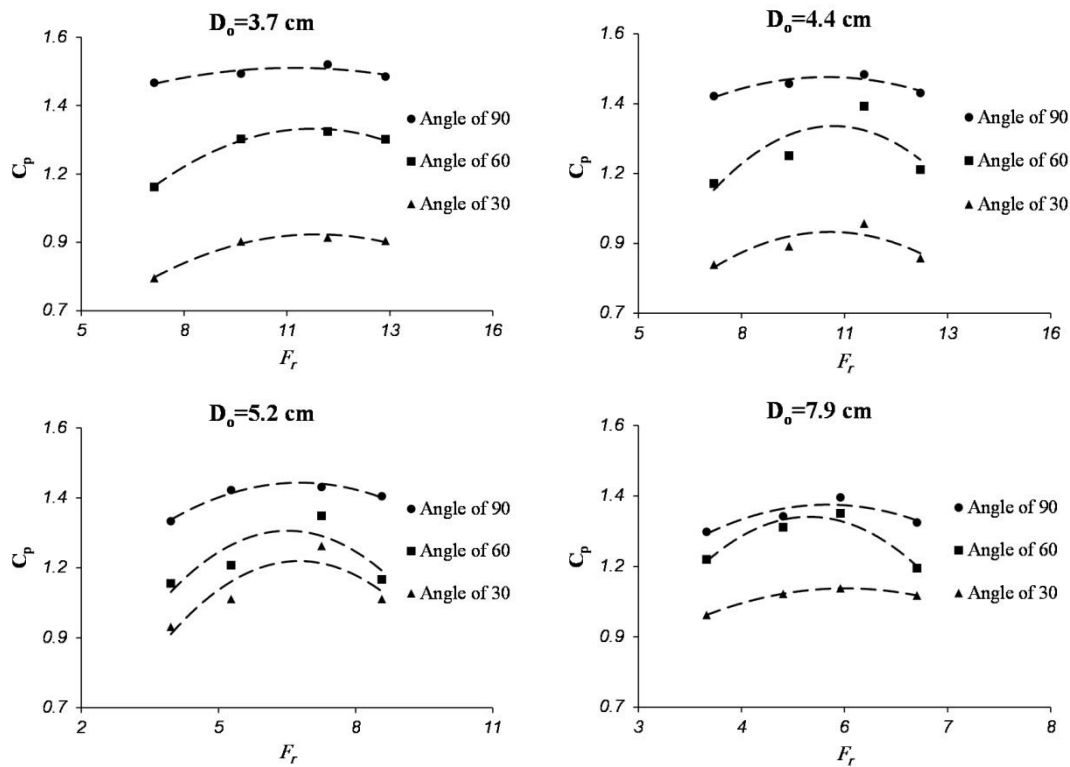 D₀=3.7 cm
1.6
1.4
1.2
0.9
0.7
Cₚ
5
8
11
13
16
Fᵣ
Angle of 90
Angle of 60
Angle of 30
D₀=4.4 cm
1.6
1.4
1.2
0.9
0.7
Cₚ
5
8
11
13
16
Fᵣ
Angle of 90
Angle of 60
Angle of 30
D₀=5.2 cm
1.6
1.4
1.2
0.9
0.7
Cₚ
2
5
8
11
Fᵣ
Angle of 90
Angle of 60
Angle of 30
D₀=7.9 cm
1.6
1.4
1.2
0.9
0.7
Cₚ
3
4
6
7
8
Fᵣ
Angle of 90
Angle of 60
Angle of 30